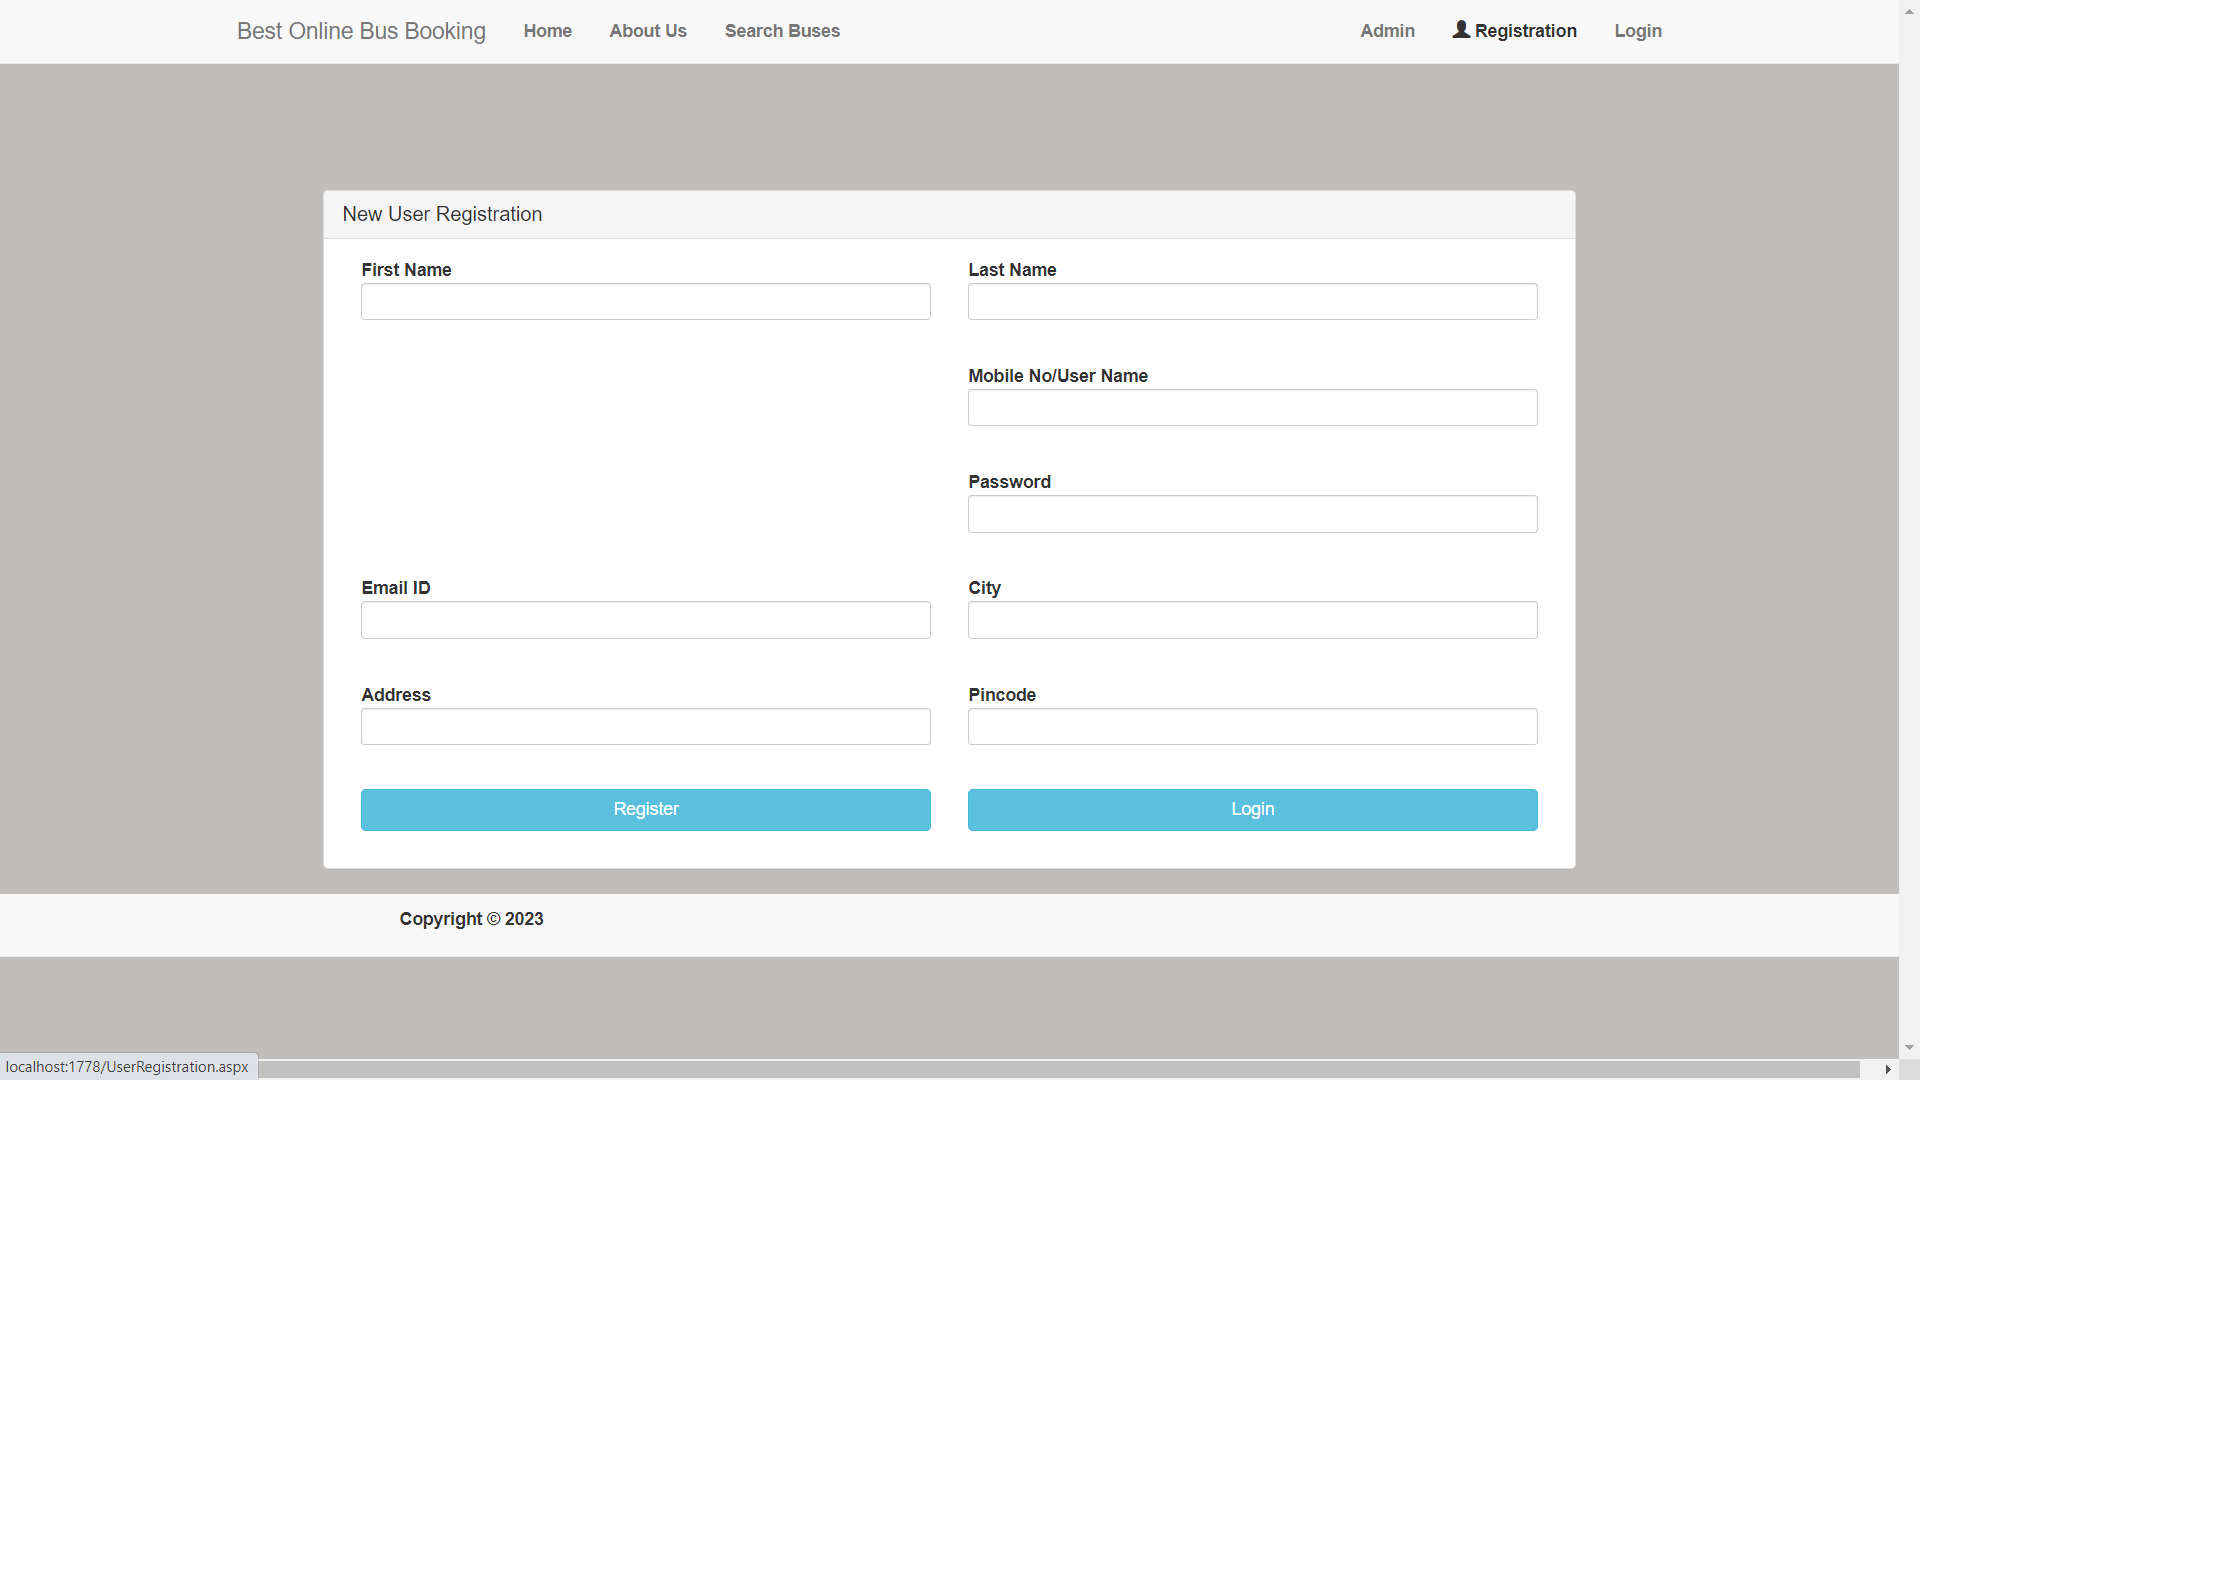 Best Online Bus Booking Home About Us Search Buses Admin Registration Login
New User Registration
First Name Last Name
Mobile No/User Name
Password
Email ID City
Address Pincode
Register Login
Copyright © 2023
localhost:1778/UserRegistration.aspx